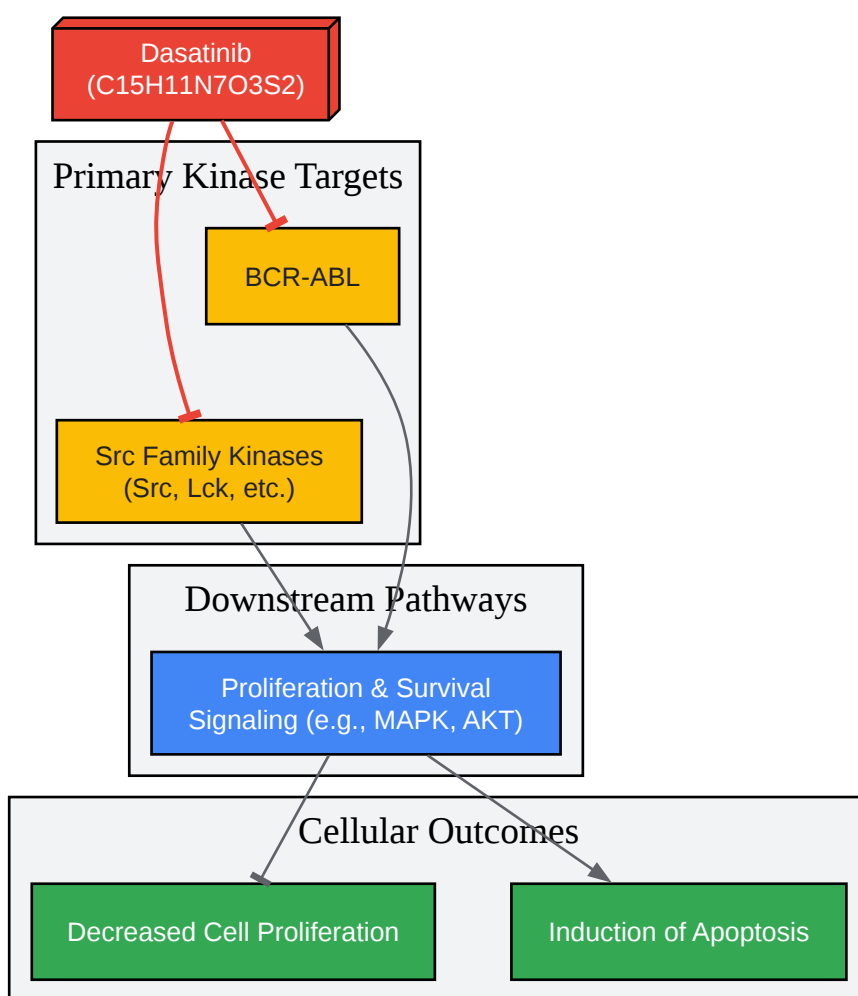 Dasatinib
(C15H11N7O3S2)
Primary Kinase Targets
BCR-ABL
Src Family Kinases
(Src, Lck, etc.)
Downstream Pathways
Proliferation & Survival
Signaling (e.g., MAPK, AKT)
Cellular Outcomes
Decreased Cell Proliferation
Induction of Apoptosis